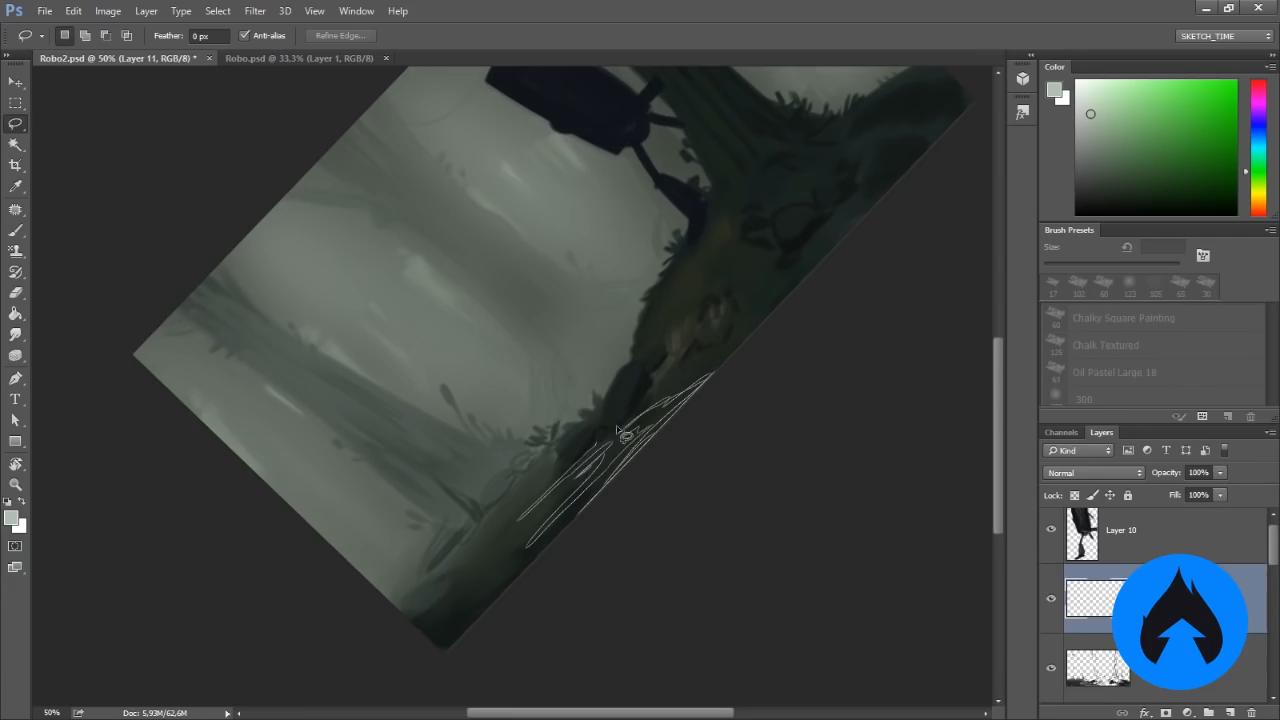 Ps File Edit Image Layer Type Select Filter 3D View Window Help
Feather: 0 px Anti-alias Refine Edge... SKETCH_TIME
Robo2.psd @ 50% (Layer 11, RGB/8) * Robo.psd @ 33,3% (Layer 1, RGB/8)
Color
Brush Presets
Size:
17 102 60 123 105 65 30
Chalky Square Painting
60
Chalk Textured
125
Oil Pastel Large 18
63
300
Channels Layers
Kind
Normal Opacity: 100%
Lock: Fill: 100%
Layer 10
50% Doc: 5,93M/62,6M